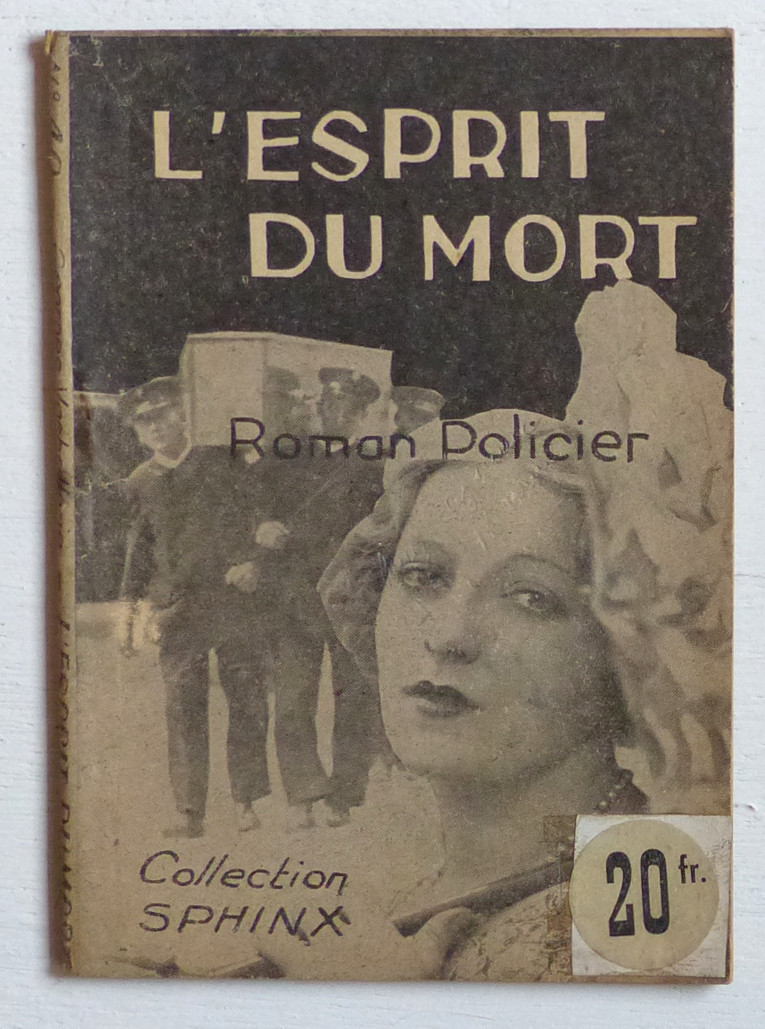 L'ESPRIT
DU MORT
Roman Policier
Collection
SPHINX
20 fr.